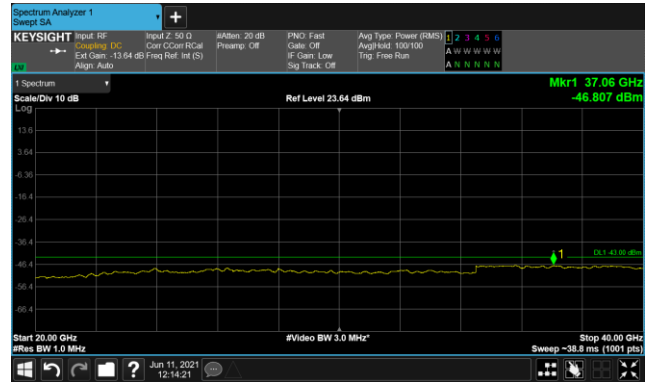 Spectrum Analyzer 1
Swept SA
+
KEYSIGHT
Input: RF
Coupling: DC
Ext Gain: -13.64 dB
Align: Auto
Input Z: 50 Ω
Corr CCorr RCal
Freq Ref: Int (S)
#Atten: 20 dB
Preamp: Off
PNO: Fast
Gate: Off
IF Gain: Low
Sig Track: Off
Avg Type: Power (RMS)
Avg|Hold: 100/100
Trig: Free Run
1 2 3 4 5 6
A W W W W W
A N N N N N
1 Spectrum
Mkr1 37.06 GHz
Scale/Div 10 dB
Ref Level 23.64 dBm
-46.807 dBm
Log
13.6
3.64
-6.36
-16.4
-26.4
-36.4
1
DL1 -43.00 dBm
-46.4
-56.4
-66.4
Start 20.00 GHz
#Video BW 3.0 MHz*
Stop 40.00 GHz
#Res BW 1.0 MHz
Sweep ~38.8 ms (1001 pts)
?
Jun 11, 2021
12:14:21